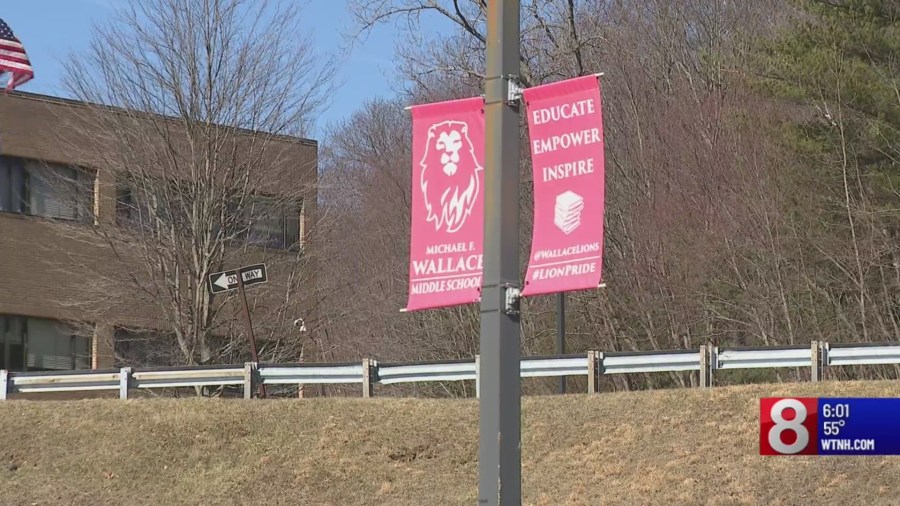 MICHAEL F.
WALLACE
MIDDLE SCHOOL
EDUCATE
EMPOWER
INSPIRE
@WALLACELIONS
#LIONPRIDE
ONE WAY
8
6:01
55°
WTNH.COM